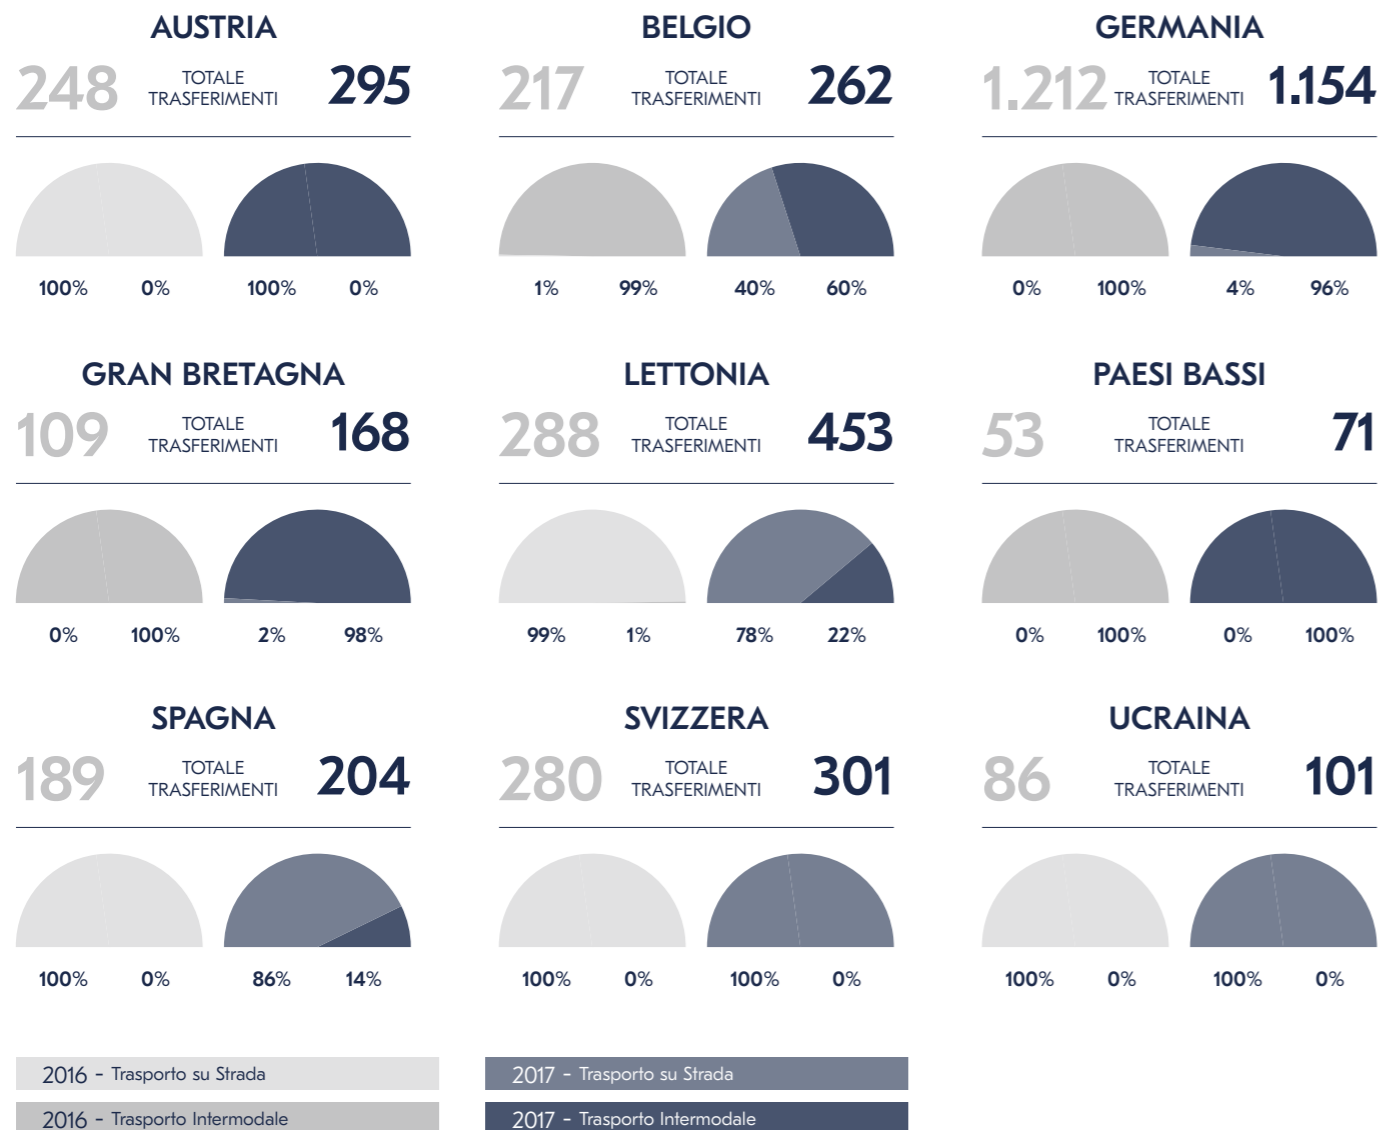 AUSTRIA
248 TOTALE TRASFERIMENTI 295
100% 0% 100% 0%
BELGIO
217 TOTALE TRASFERIMENTI 262
1% 99% 40% 60%
GERMANIA
1.212 TOTALE TRASFERIMENTI 1.154
0% 100% 4% 96%
GRAN BRETAGNA
109 TOTALE TRASFERIMENTI 168
0% 100% 2% 98%
LETTONIA
288 TOTALE TRASFERIMENTI 453
99% 1% 78% 22%
PAESI BASSI
53 TOTALE TRASFERIMENTI 71
0% 100% 0% 100%
SPAGNA
189 TOTALE TRASFERIMENTI 204
100% 0% 86% 14%
SVIZZERA
280 TOTALE TRASFERIMENTI 301
100% 0% 100% 0%
UCRAINA
86 TOTALE TRASFERIMENTI 101
100% 0% 100% 0%
2016 - Trasporto su Strada
2016 - Trasporto Intermodale
2017 - Trasporto su Strada
2017 - Trasporto Intermodale